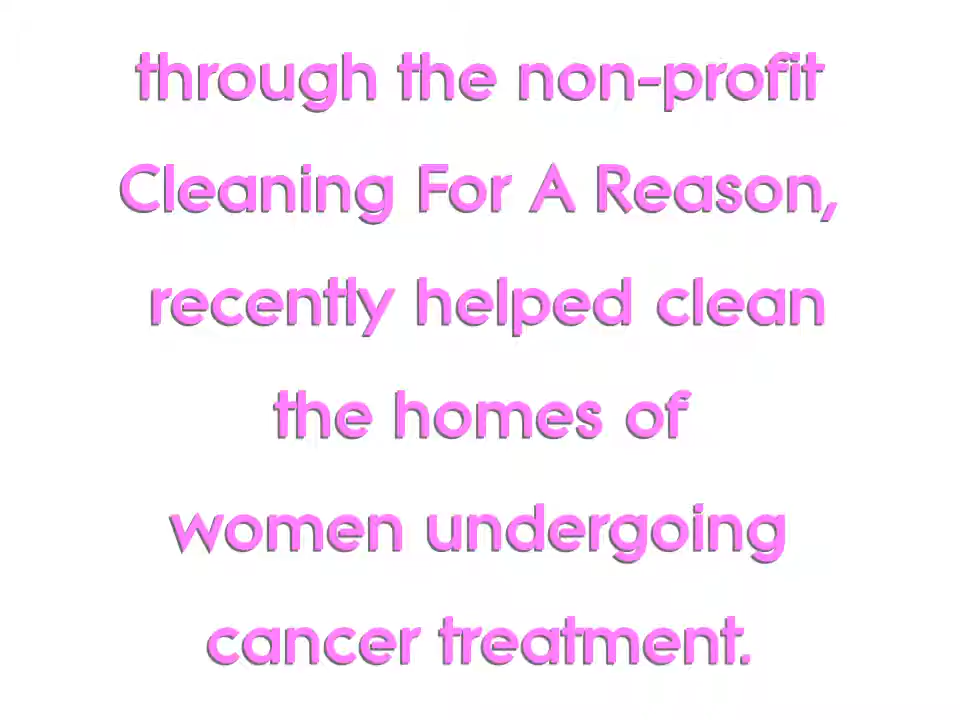 through the non-profit
Cleaning For A Reason,
recently helped clean
the homes of
women undergoing
cancer treatment.